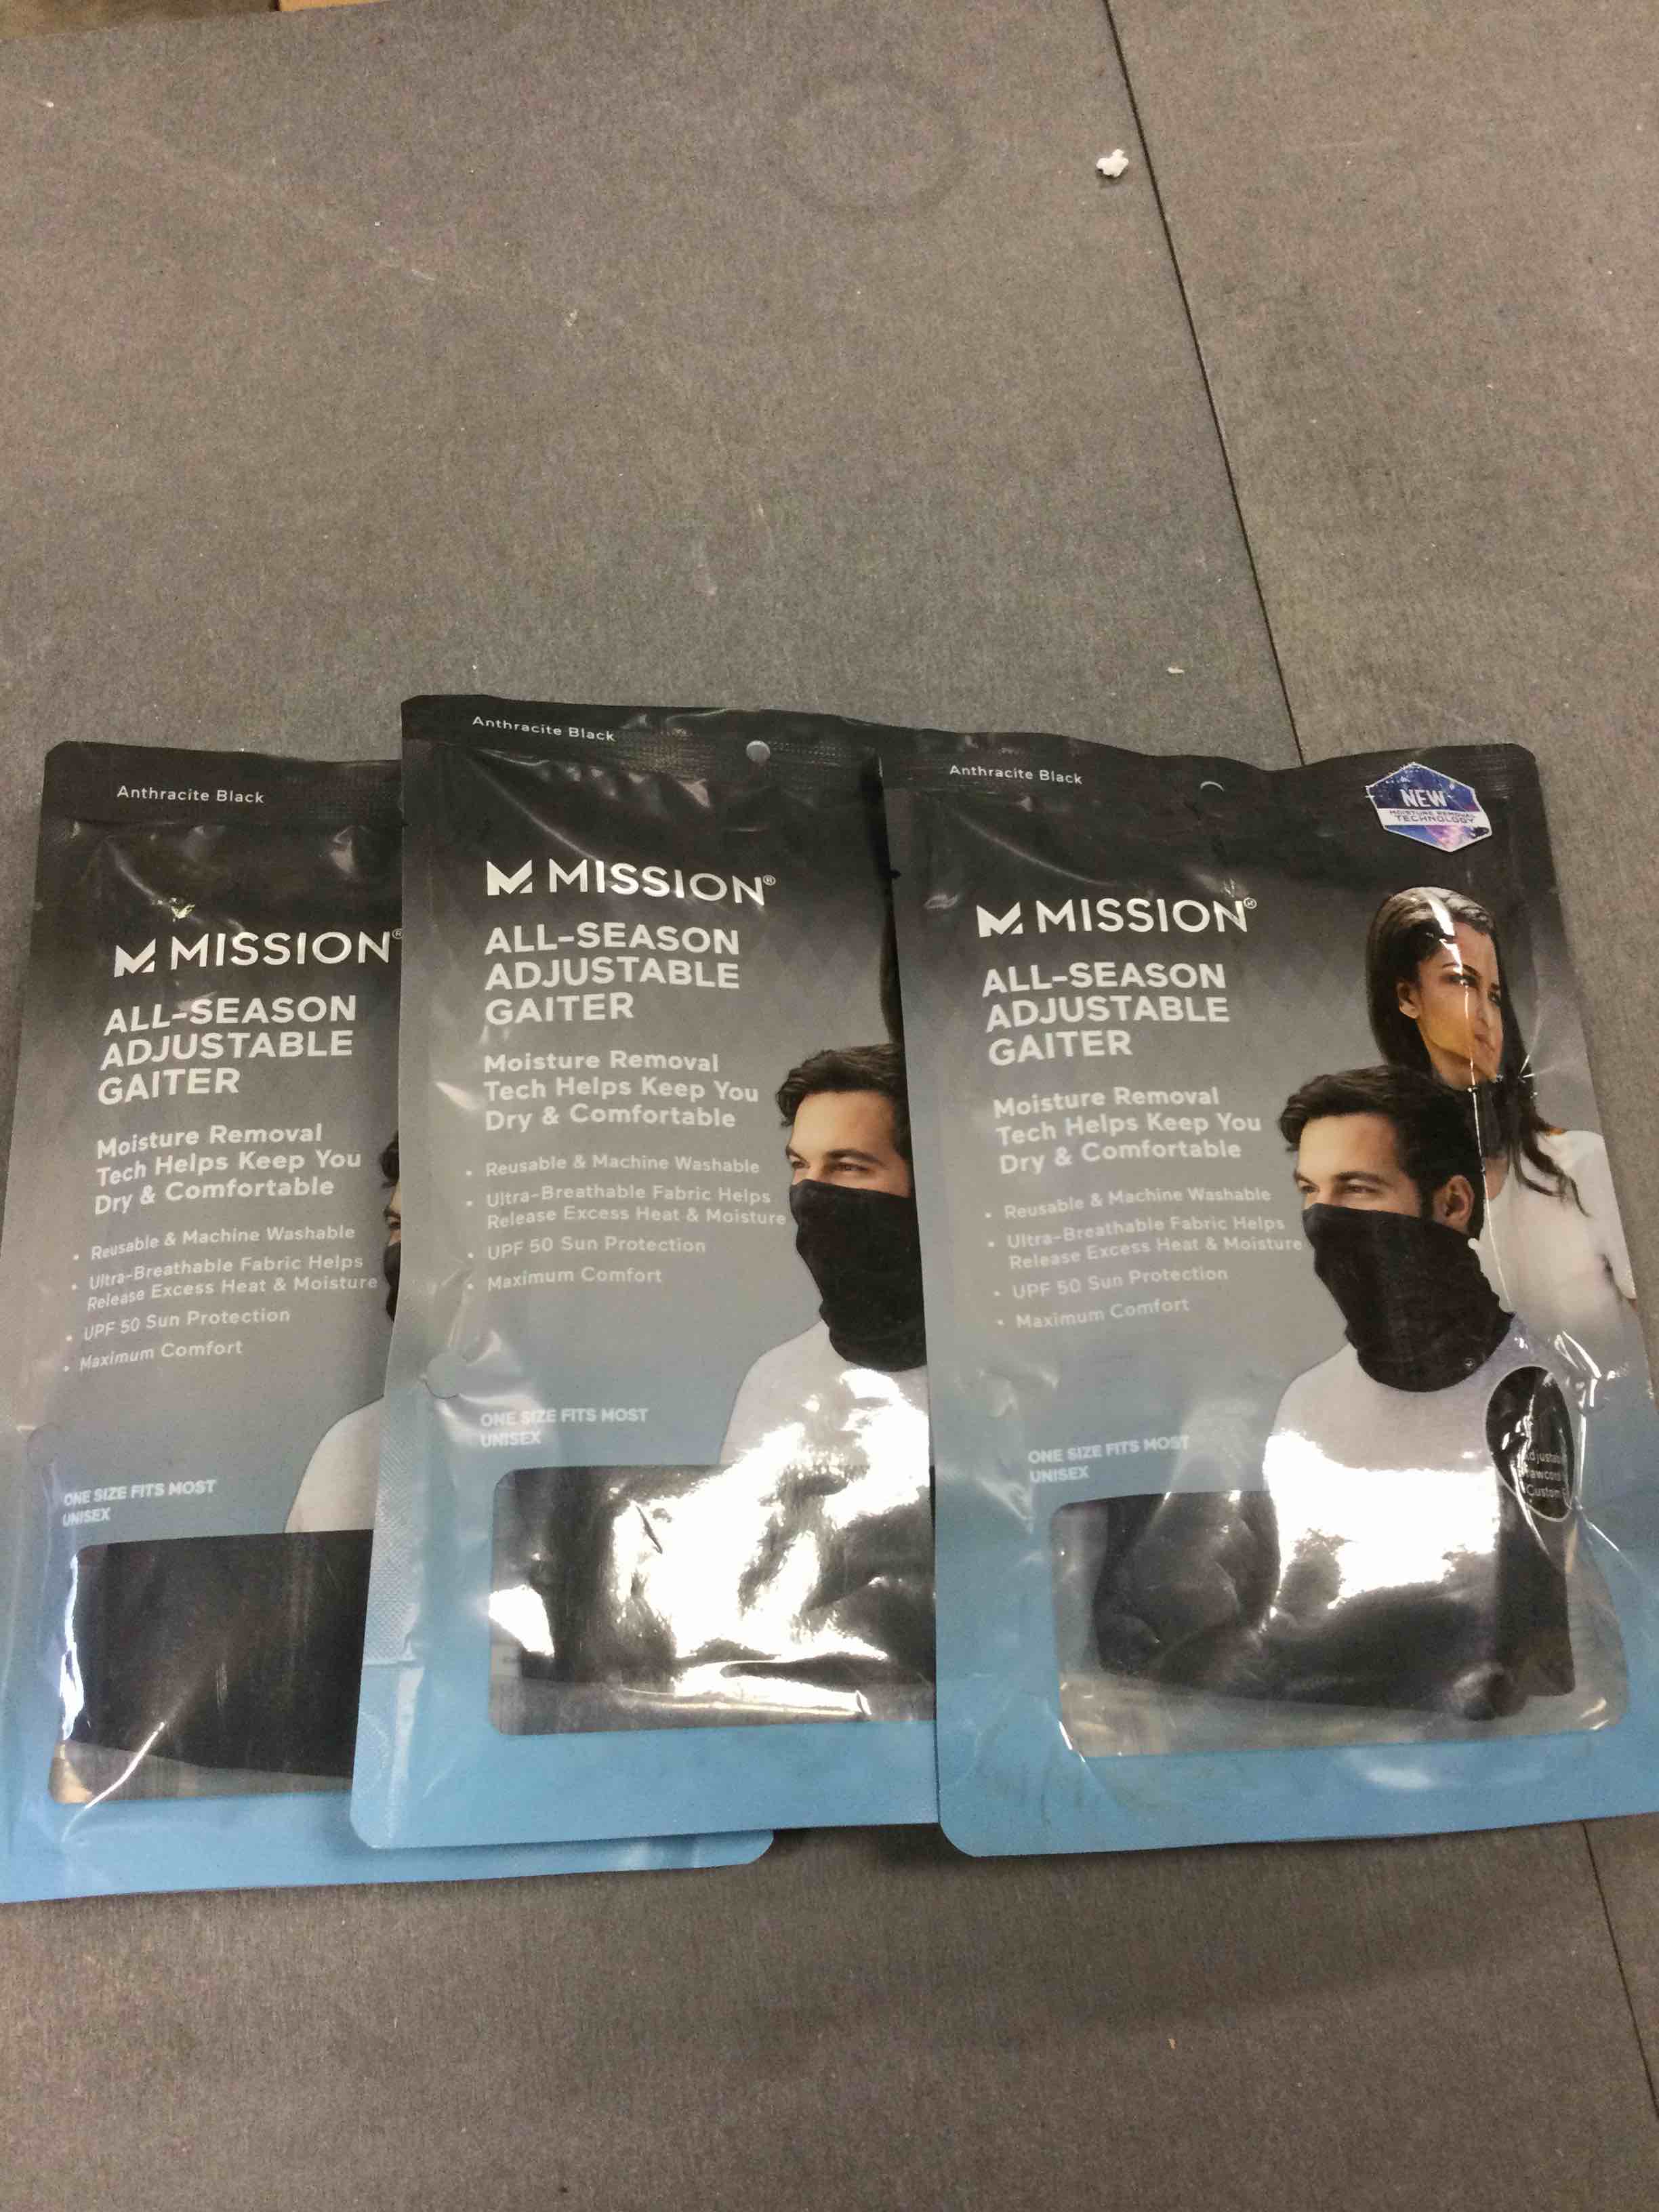 Anthracite Black
MISSION®
ALL-SEASON
ADJUSTABLE
GAITER
Moisture Removal
Tech Helps Keep You
Dry & Comfortable
• Reusable & Machine Washable
• Ultra-Breathable Fabric Helps
Release Excess Heat & Moisture
• UPF 50 Sun Protection
• Maximum Comfort
ONE SIZE FITS MOST
UNISEX
Anthracite Black
MISSION®
ALL-SEASON
ADJUSTABLE
GAITER
Moisture Removal
Tech Helps Keep You
Dry & Comfortable
• Reusable & Machine Washable
• Ultra-Breathable Fabric Helps
Release Excess Heat & Moisture
• UPF 50 Sun Protection
• Maximum Comfort
ONE SIZE FITS MOST
UNISEX
Anthracite Black
NEW
MOISTURE REMOVAL
TECHNOLOGY
MISSION®
ALL-SEASON
ADJUSTABLE
GAITER
Moisture Removal
Tech Helps Keep You
Dry & Comfortable
• Reusable & Machine Washable
• Ultra-Breathable Fabric Helps
Release Excess Heat & Moisture
• UPF 50 Sun Protection
• Maximum Comfort
ONE SIZE FITS MOST
UNISEX
Custom